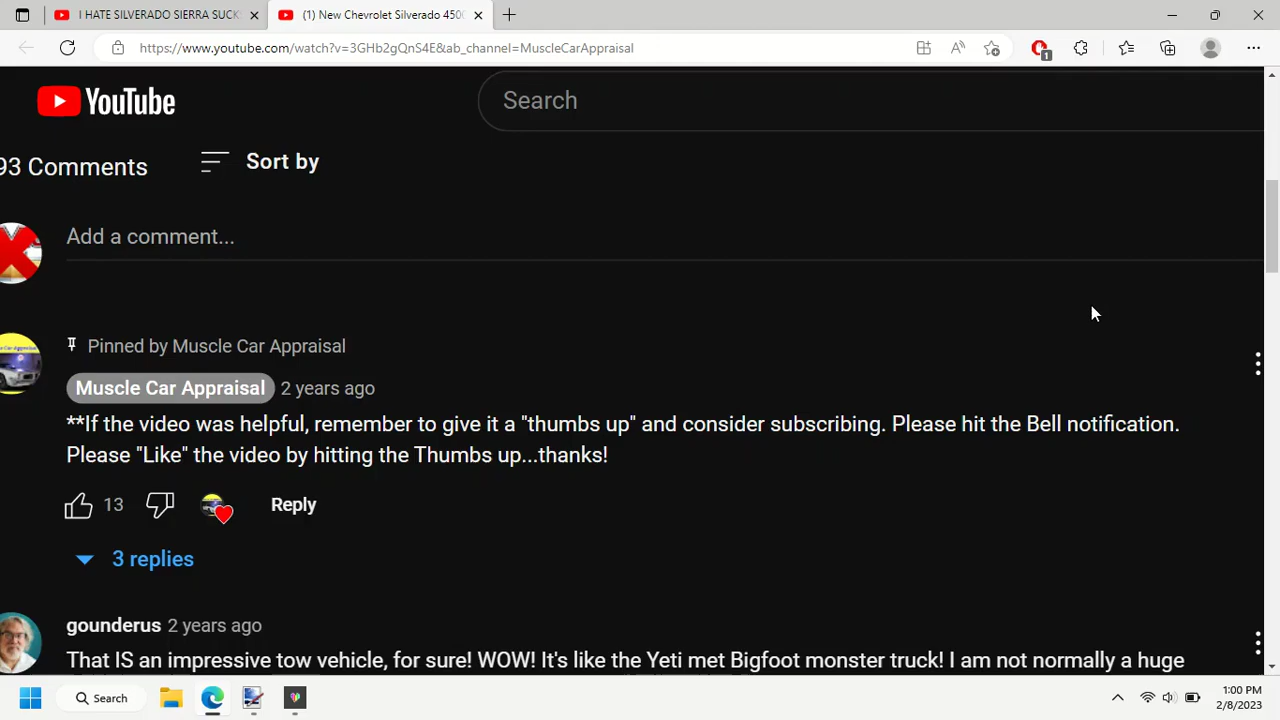 I HATE SILVERADO SIERRA SUCK
(1) New Chevrolet Silverado 450
https://www.youtube.com/watch?v=3GHb2gQnS4E&ab_channel=MuscleCarAppraisal
1
YouTube
Search
93 Comments
Sort by
Add a comment...
Pinned by Muscle Car Appraisal
Muscle Car Appraisal 2 years ago
**If the video was helpful, remember to give it a "thumbs up" and consider subscribing. Please hit the Bell notification.
Please "Like" the video by hitting the Thumbs up...thanks!
13
Reply
3 replies
gounderus 2 years ago
That IS an impressive tow vehicle, for sure! WOW! It's like the Yeti met Bigfoot monster truck! I am not normally a huge
Search
1:00 PM
2/8/2023